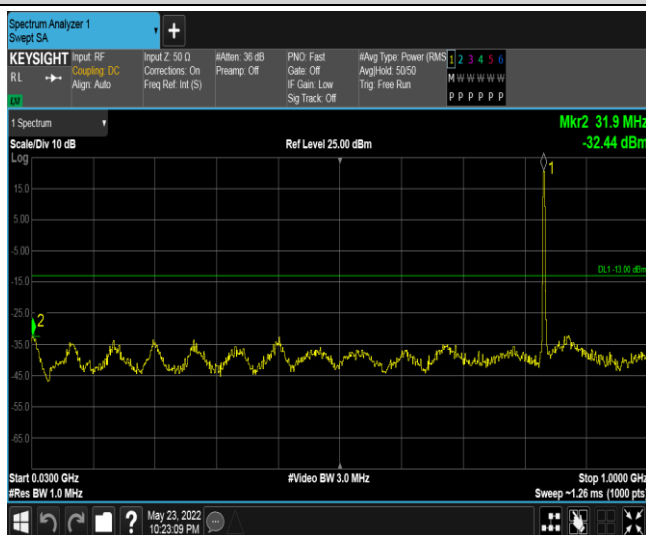 Spectrum Analyzer 1
Swept SA
KEYSIGHT
RL
Input: RF
Coupling: DC
Align: Auto
Input Z: 50 Ω
Corrections: On
Freq Ref: Int (S)
#Atten: 36 dB
Preamp: Off
PNO: Fast
Gate: Off
IF Gain: Low
Sig Track: Off
#Avg Type: Power (RMS
Avg|Hold: 50/50
Trig: Free Run
1 2 3 4 5 6
M W W W W W
P P P P P P
1 Spectrum
Scale/Div 10 dB
Log
Ref Level 25.00 dBm
Mkr2 31.9 MHz
-32.44 dBm
1
15.0
5.00
-5.00
DL1 -13.00 dBm
-15.0
-25.0
2
-35.0
-45.0
-55.0
-65.0
Start 0.0300 GHz
#Res BW 1.0 MHz
#Video BW 3.0 MHz
Stop 1.0000 GHz
Sweep ~1.26 ms (1000 pts)
?
May 23, 2022
10:23:09 PM